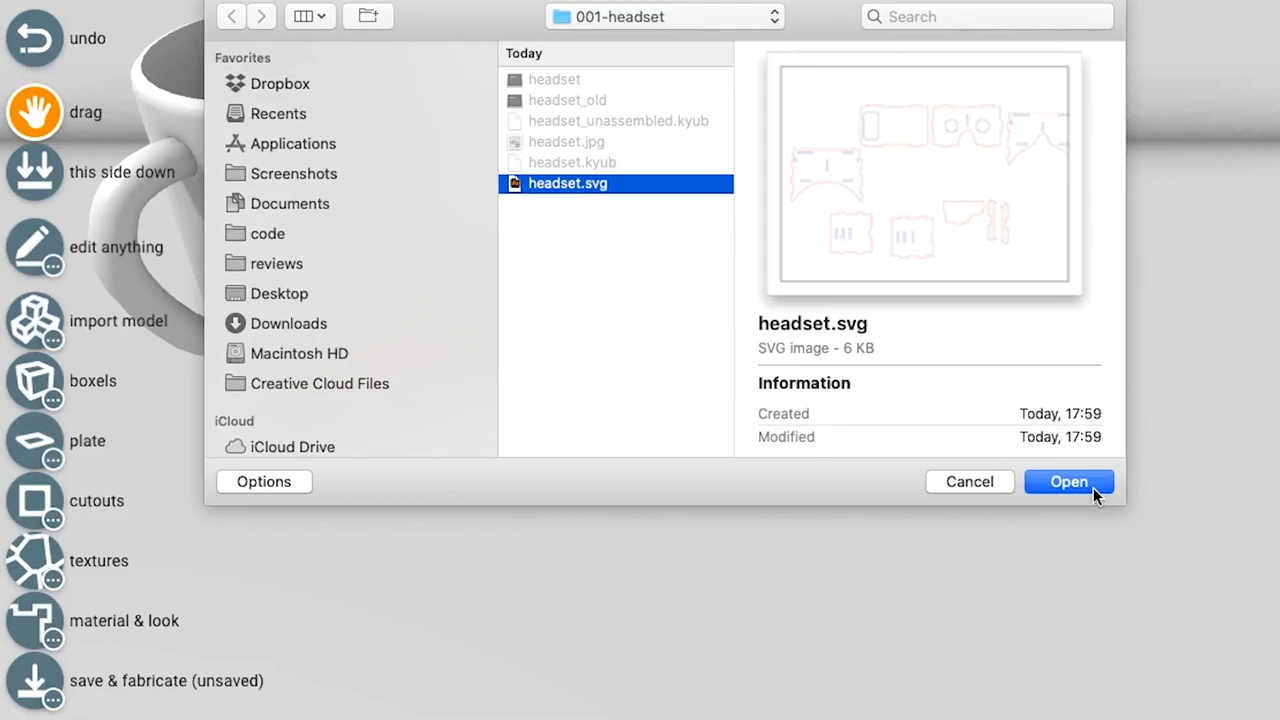 undo
drag
this side down
edit anything
import model
boxels
plate
cutouts
textures
material & look
save & fabricate (unsaved)
001-headset
Search
Favorites
Dropbox
Recents
Applications
Screenshots
Documents
code
reviews
Desktop
Downloads
Macintosh HD
Creative Cloud Files
iCloud
iCloud Drive
Today
headset
headset_old
headset_unassembled.kyub
headset.jpg
headset.kyub
headset.svg
headset.svg
SVG image - 6 KB
Information
Created Today, 17:59
Modified Today, 17:59
Options
Cancel
Open